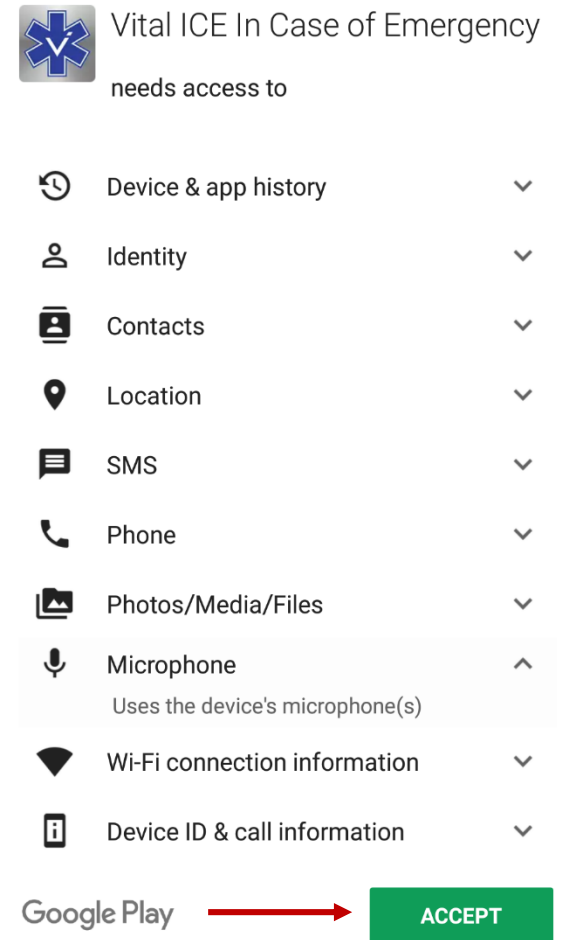 Vital ICE In Case of Emergency
needs access to
Device & app history
Identity
Contacts
Location
SMS
Phone
Photos/Media/Files
Microphone
Uses the device's microphone(s)
Wi-Fi connection information
Device ID & call information
Google Play
ACCEPT